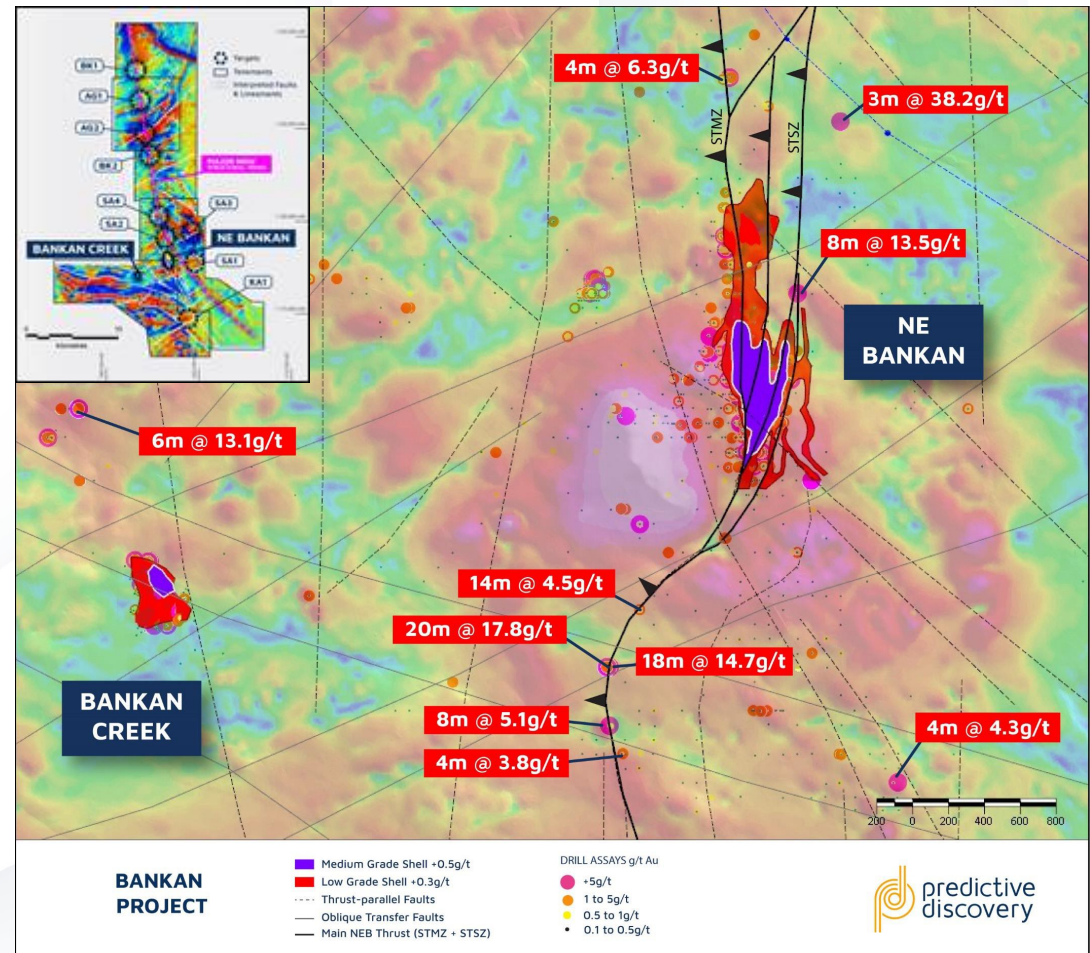 BK1
AG1
AG2
BK2
SA4
SA3
SA2
BANKAN CREEK
NE BANKAN
SA1
KA1
Targets
Tenements
Interpreted Faults
& Lineaments
4m @ 6.3g/t
3m @ 38.2g/t
STMZ
STSZ
8m @ 13.5g/t
NE
BANKAN
6m @ 13.1g/t
14m @ 4.5g/t
20m @ 17.8g/t
18m @ 14.7g/t
BANKAN
CREEK
8m @ 5.1g/t
4m @ 3.8g/t
4m @ 4.3g/t
200 0 200 400 600 800
BANKAN
PROJECT
Medium Grade Shell +0.5g/t
Low Grade Shell +0.3g/t
Thrust-parallel Faults
Oblique Transfer Faults
Main NEB Thrust (STMZ + STSZ)
DRILL ASSAYS g/t Au
+5g/t
1 to 5g/t
0.5 to 1g/t
0.1 to 0.5g/t
predictive
discovery